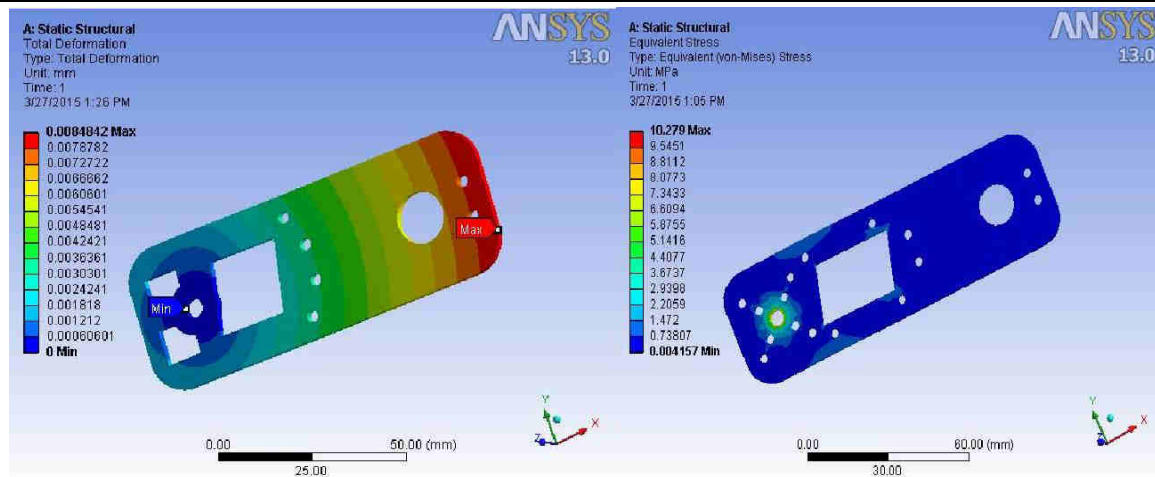 A: Static Structural
Total Deformation
Type: Total Deformation
Unit: mm
Time: 1
3/27/2015 1:26 PM
ANSYS
13.0
0.0084842 Max
0.0078782
0.0072722
0.0066662
0.0060601
0.0054541
0.0048481
0.0042421
0.0036361
0.0030301
0.0024241
0.001818
0.001212
0.00060601
0 Min
Max
Min
Y
Z
X
0.00
50.00 (mm)
25.00
A: Static Structural
Equivalent Stress
Type: Equivalent (von-Mises) Stress
Unit: MPa
Time: 1
3/27/2015 1:05 PM
ANSYS
13.0
10.279 Max
9.5451
8.8112
8.0773
7.3433
6.6094
5.8755
5.1416
4.4077
3.6737
2.9398
2.2059
1.472
0.73807
0.004157 Min
Y
Z
X
0.00
60.00 (mm)
30.00